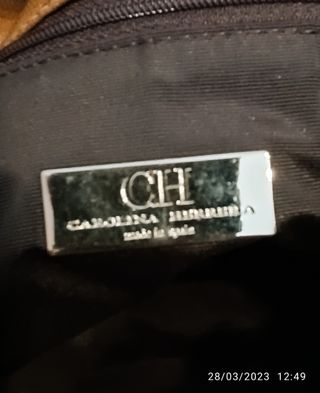 CH
CAROLINA HERRERA
made in spain
28/03/2023 12:49